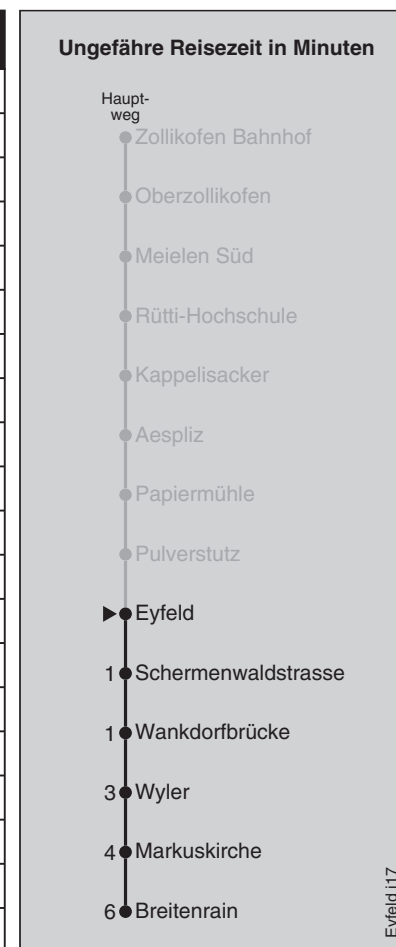 Ungefähre Reisezeit in Minuten
Haupt-
weg
Zollikofen Bahnhof
Oberzollikofen
Meielen Süd
Rütti-Hochschule
Kappelisacker
Aespliz
Papiermühle
Pulverstutz
Eyfeld
1 Schermenwaldstrasse
1 Wankdorfbrücke
3 Wyler
4 Markuskirche
6 Breitenrain
Eyfeld j17